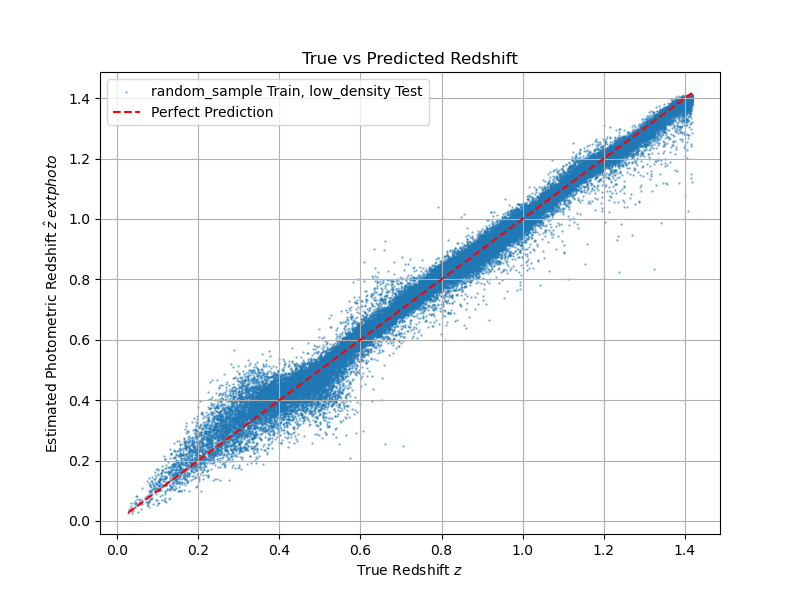 True vs Predicted Redshift
random_sample Train, low_density Test
Perfect Prediction
Estimated Photometric Redshift ẑ extphoto
1.4
1.2
1.0
0.8
0.6
0.4
0.2
0.0
0.0 0.2 0.4 0.6 0.8 1.0 1.2 1.4
True Redshift z